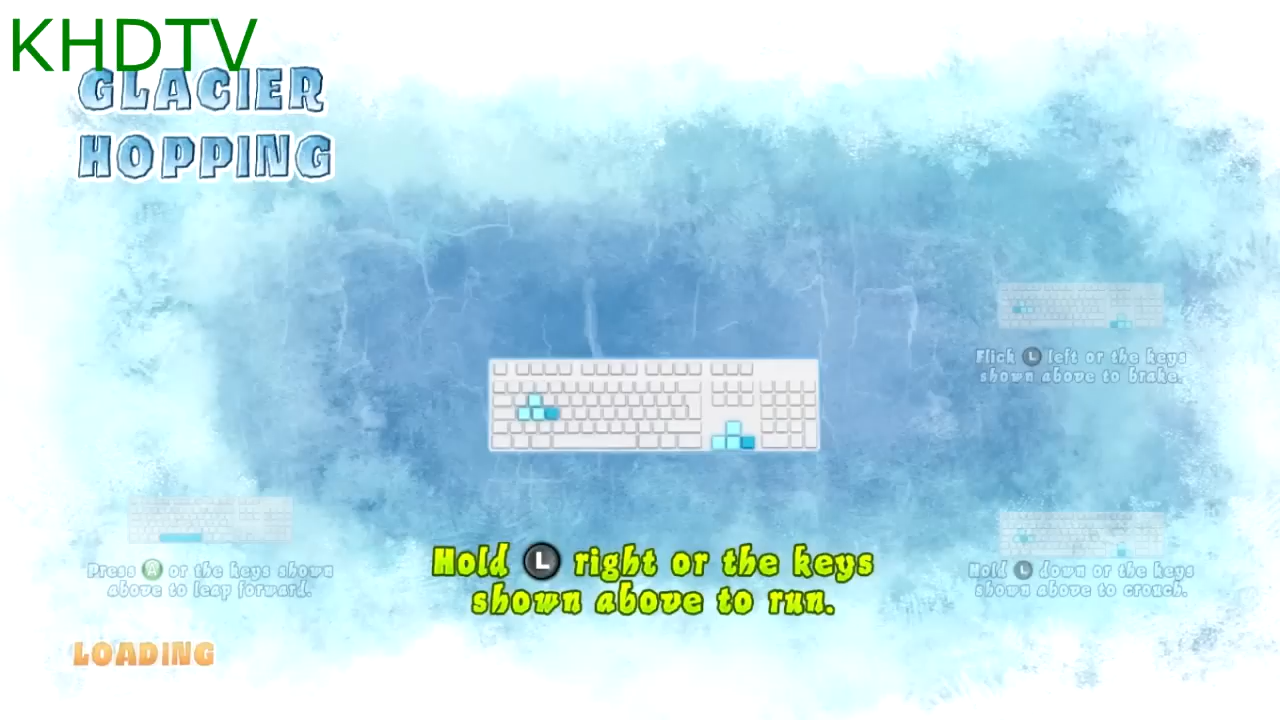 KHDTV
GLACIER
HOPPING
Flick L left or the keys
shown above to brake.
Hold L right or the keys
shown above to run.
Press A or the keys shown
above to leap forward.
Hold L down or the keys
shown above to crouch.
LOADING